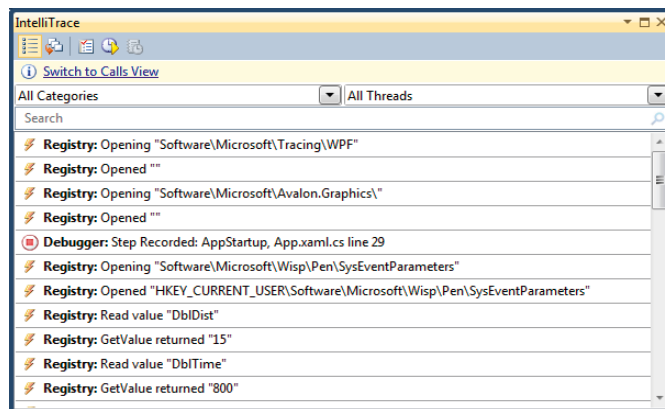 IntelliTrace
Switch to Calls View
All Categories All Threads
Search
Registry: Opening "Software\Microsoft\Tracing\WPF"
Registry: Opened ""
Registry: Opening "Software\Microsoft\Avalon.Graphics\"
Registry: Opened ""
Debugger: Step Recorded: AppStartup, App.xaml.cs line 29
Registry: Opening "Software\Microsoft\Wisp\Pen\SysEventParameters"
Registry: Opened "HKEY_CURRENT_USER\Software\Microsoft\Wisp\Pen\SysEventParameters"
Registry: Read value "DblDist"
Registry: GetValue returned "15"
Registry: Read value "DblTime"
Registry: GetValue returned "800"